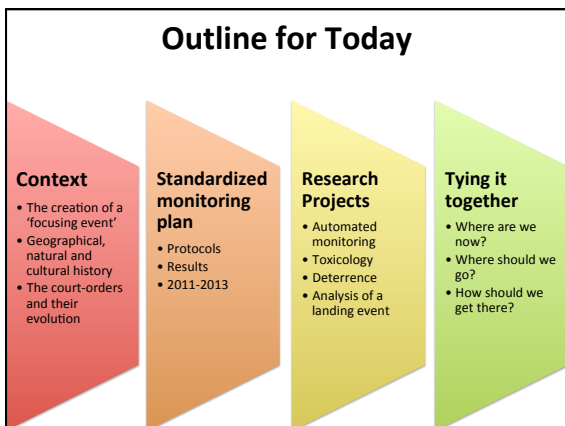 Outline for Today
Context
• The creation of a
‘focusing event’
• Geographical,
natural and
cultural history
• The court-orders
and their
evolution
Standardized
monitoring
plan
• Protocols
• Results
• 2011-2013
Research
Projects
• Automated
monitoring
• Toxicology
• Deterrence
• Analysis of a
landing event
Tying it
together
• Where are we
now?
• Where should we
go?
• How should we
get there?